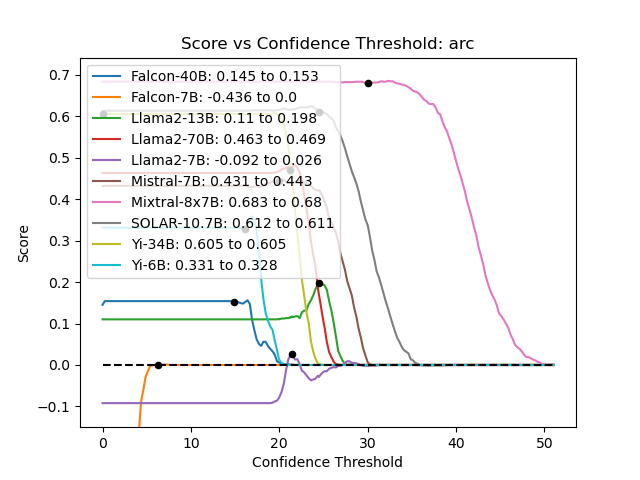 Score vs Confidence Threshold: arc
Falcon-40B: 0.145 to 0.153
Falcon-7B: -0.436 to 0.0
Llama2-13B: 0.11 to 0.198
Llama2-70B: 0.463 to 0.469
Llama2-7B: -0.092 to 0.026
Mistral-7B: 0.431 to 0.443
Mixtral-8x7B: 0.683 to 0.68
SOLAR-10.7B: 0.612 to 0.611
Yi-34B: 0.605 to 0.605
Yi-6B: 0.331 to 0.328
0.7
0.6
0.5
0.4
0.3
0.2
0.1
0.0
−0.1
Score
0 10 20 30 40 50
Confidence Threshold